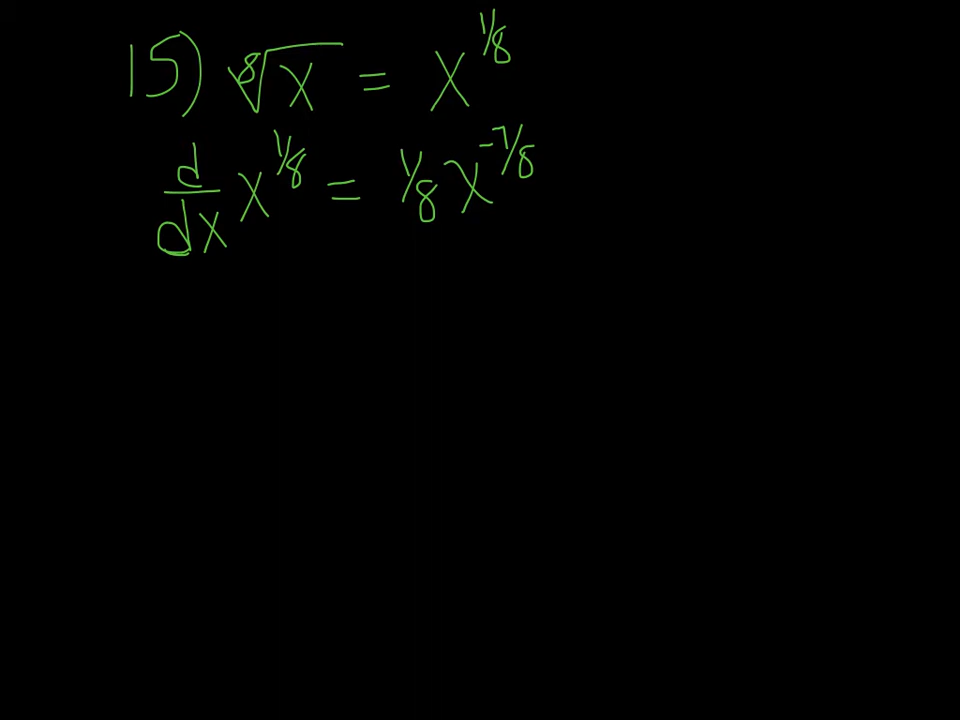 15) ⁸√x = x^(1/8)
d/dx x^(1/8) = 1/8 x^(-7/8)